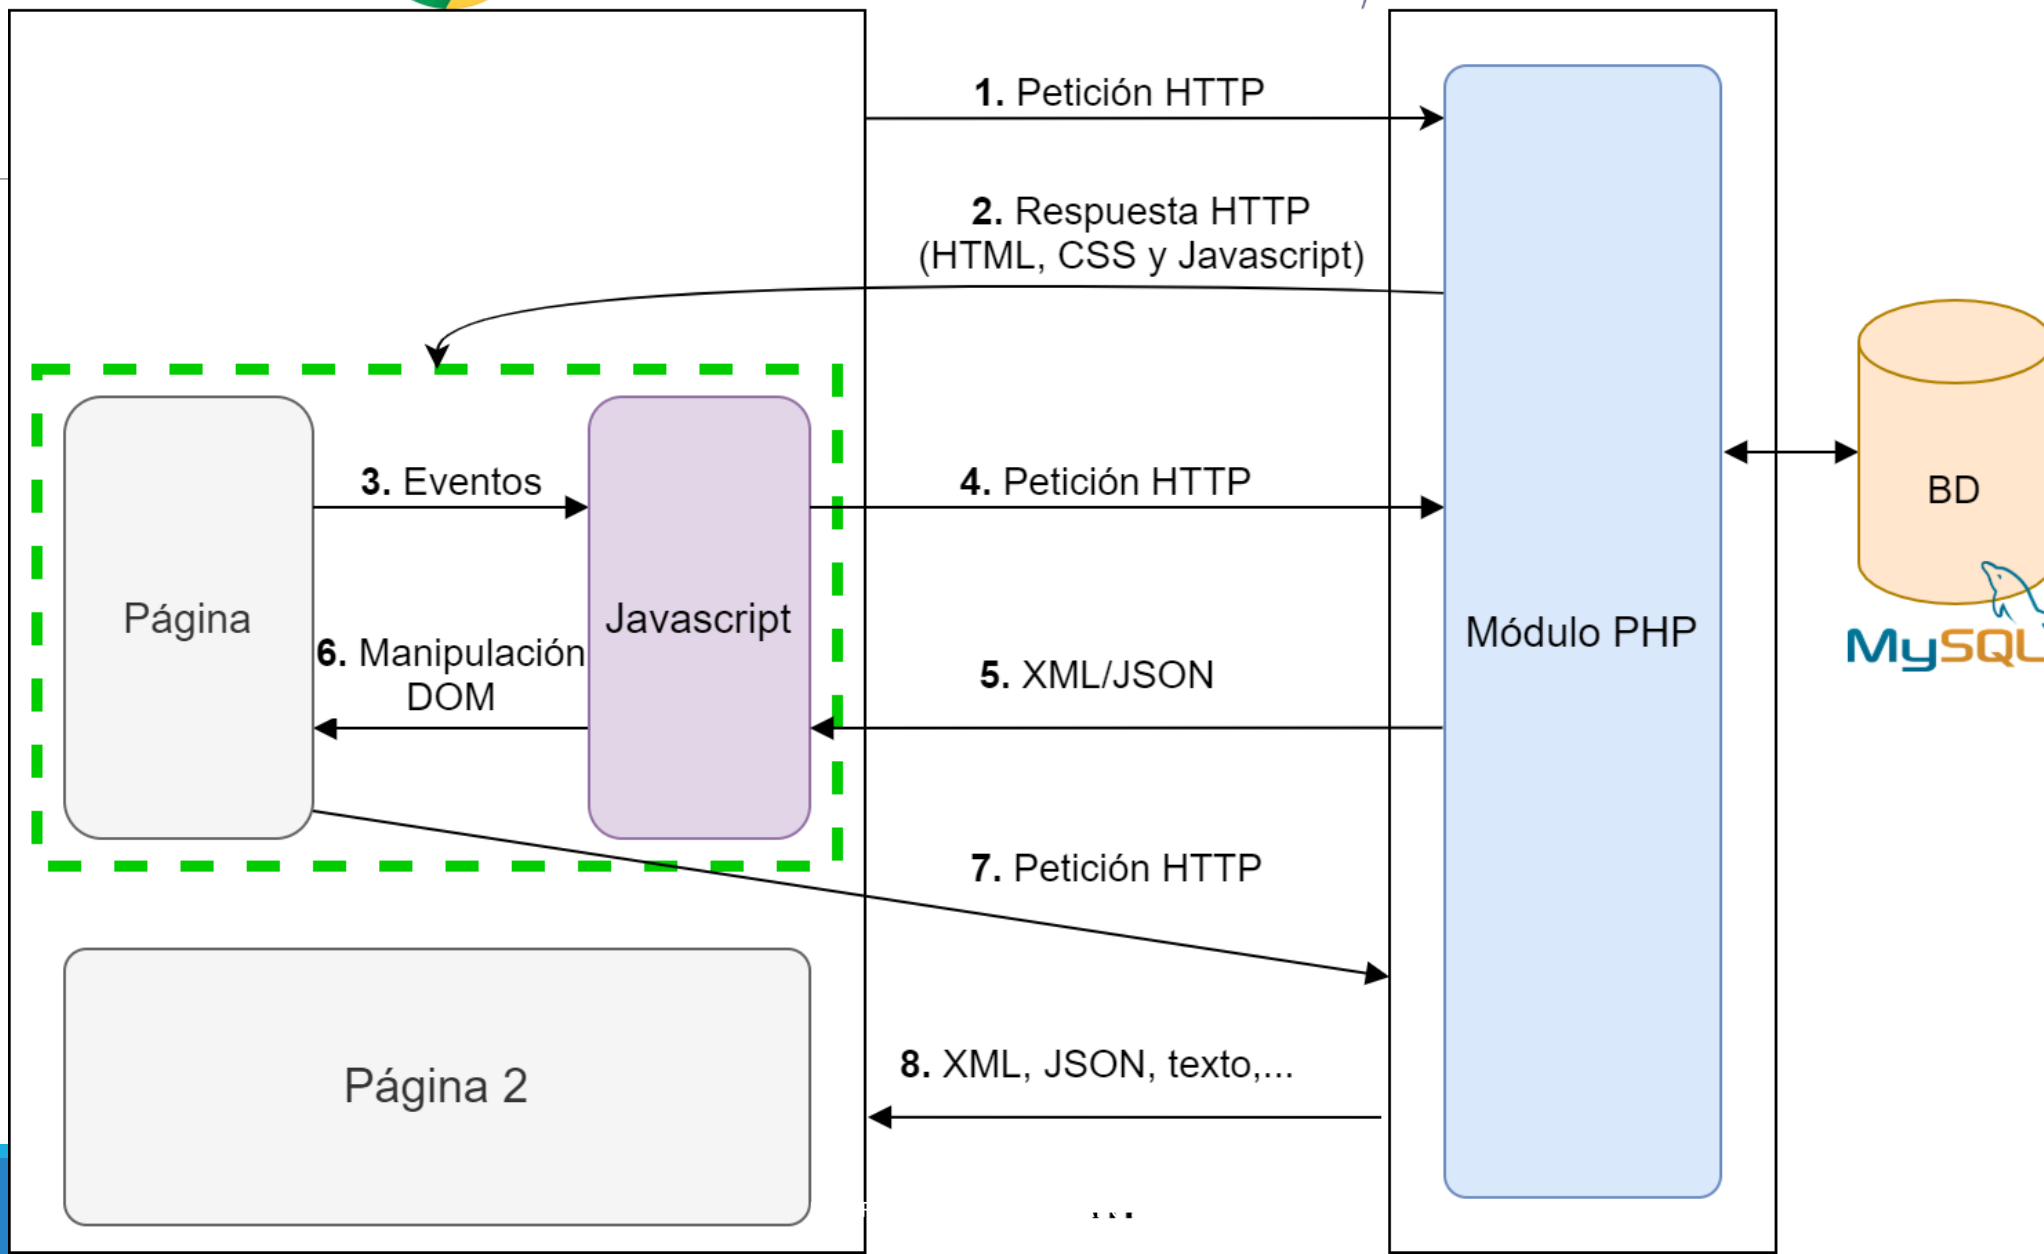 1. Petición HTTP
2. Respuesta HTTP
(HTML, CSS y Javascript)
3. Eventos
4. Petición HTTP
BD
Página
Javascript
Módulo PHP
MySQL
6. Manipulación
DOM
5. XML/JSON
7. Petición HTTP
8. XML, JSON, texto,...
Página 2